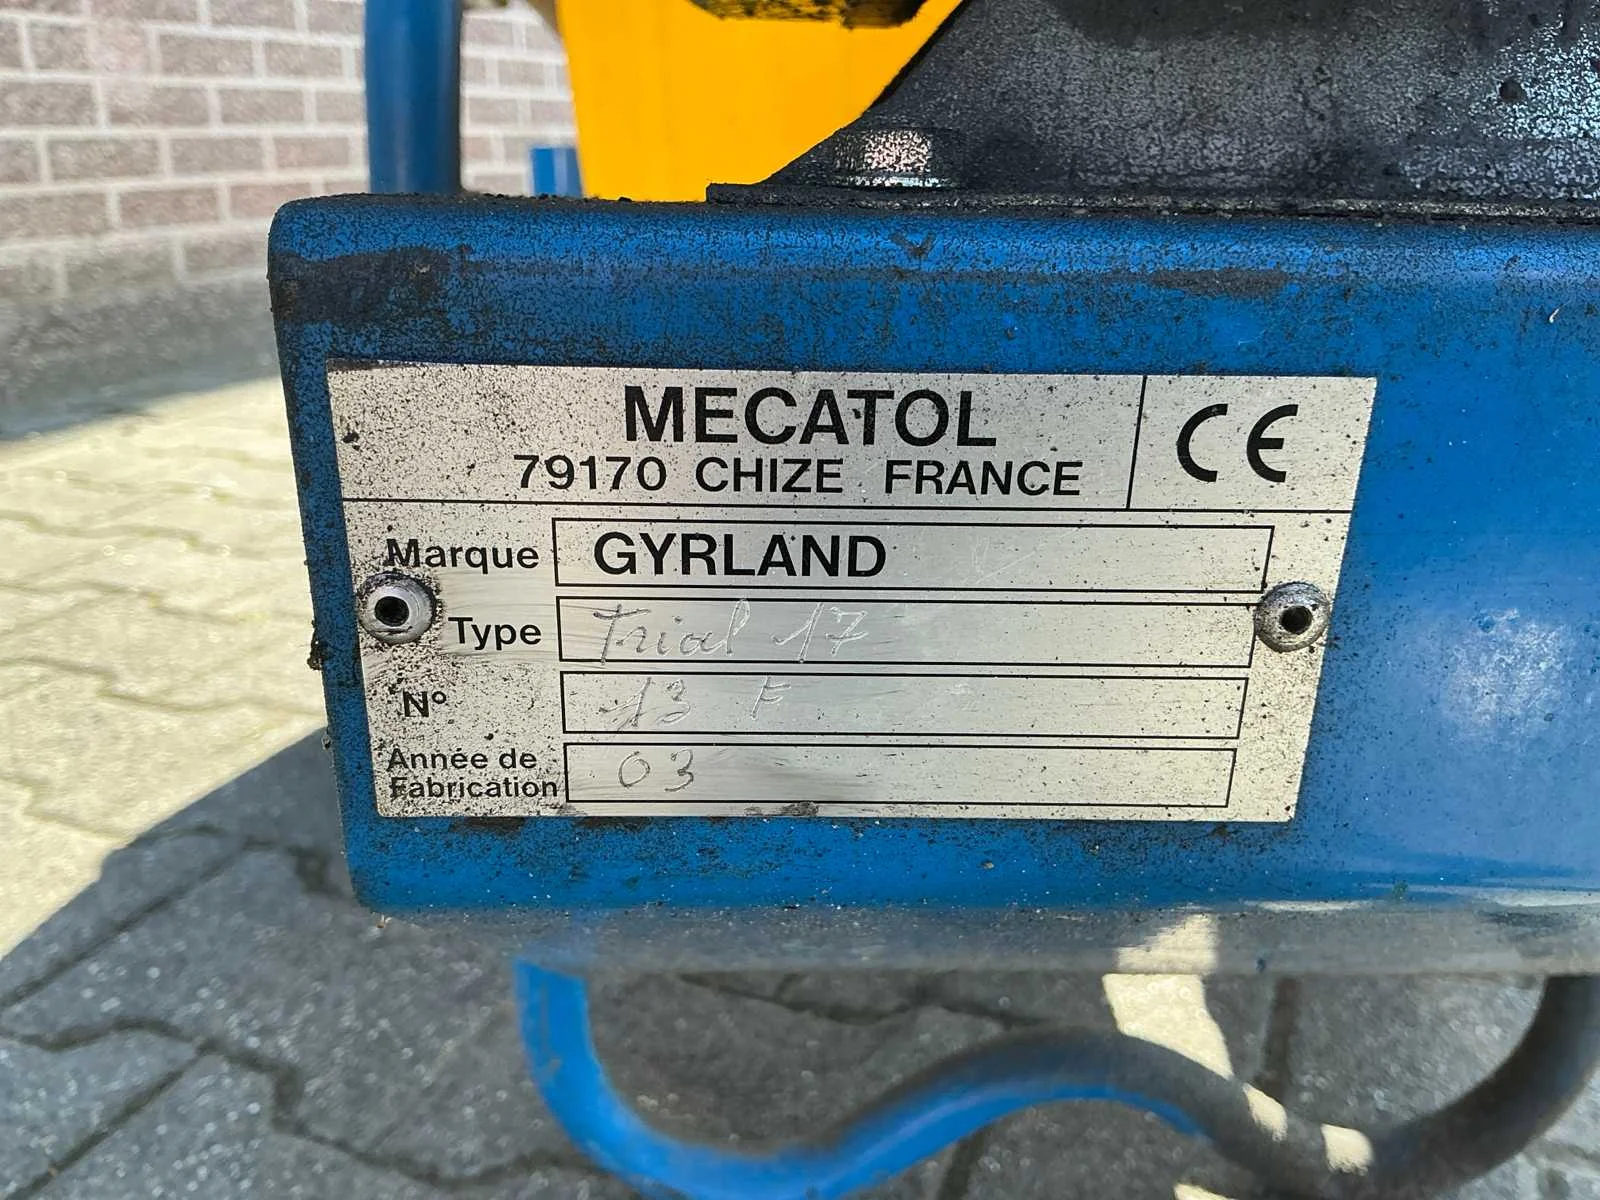 MECATOL
79170 CHIZE FRANCE
CE
Marque GYRLAND
Type Trial 17
N° 13 F
Année de
Fabrication 03